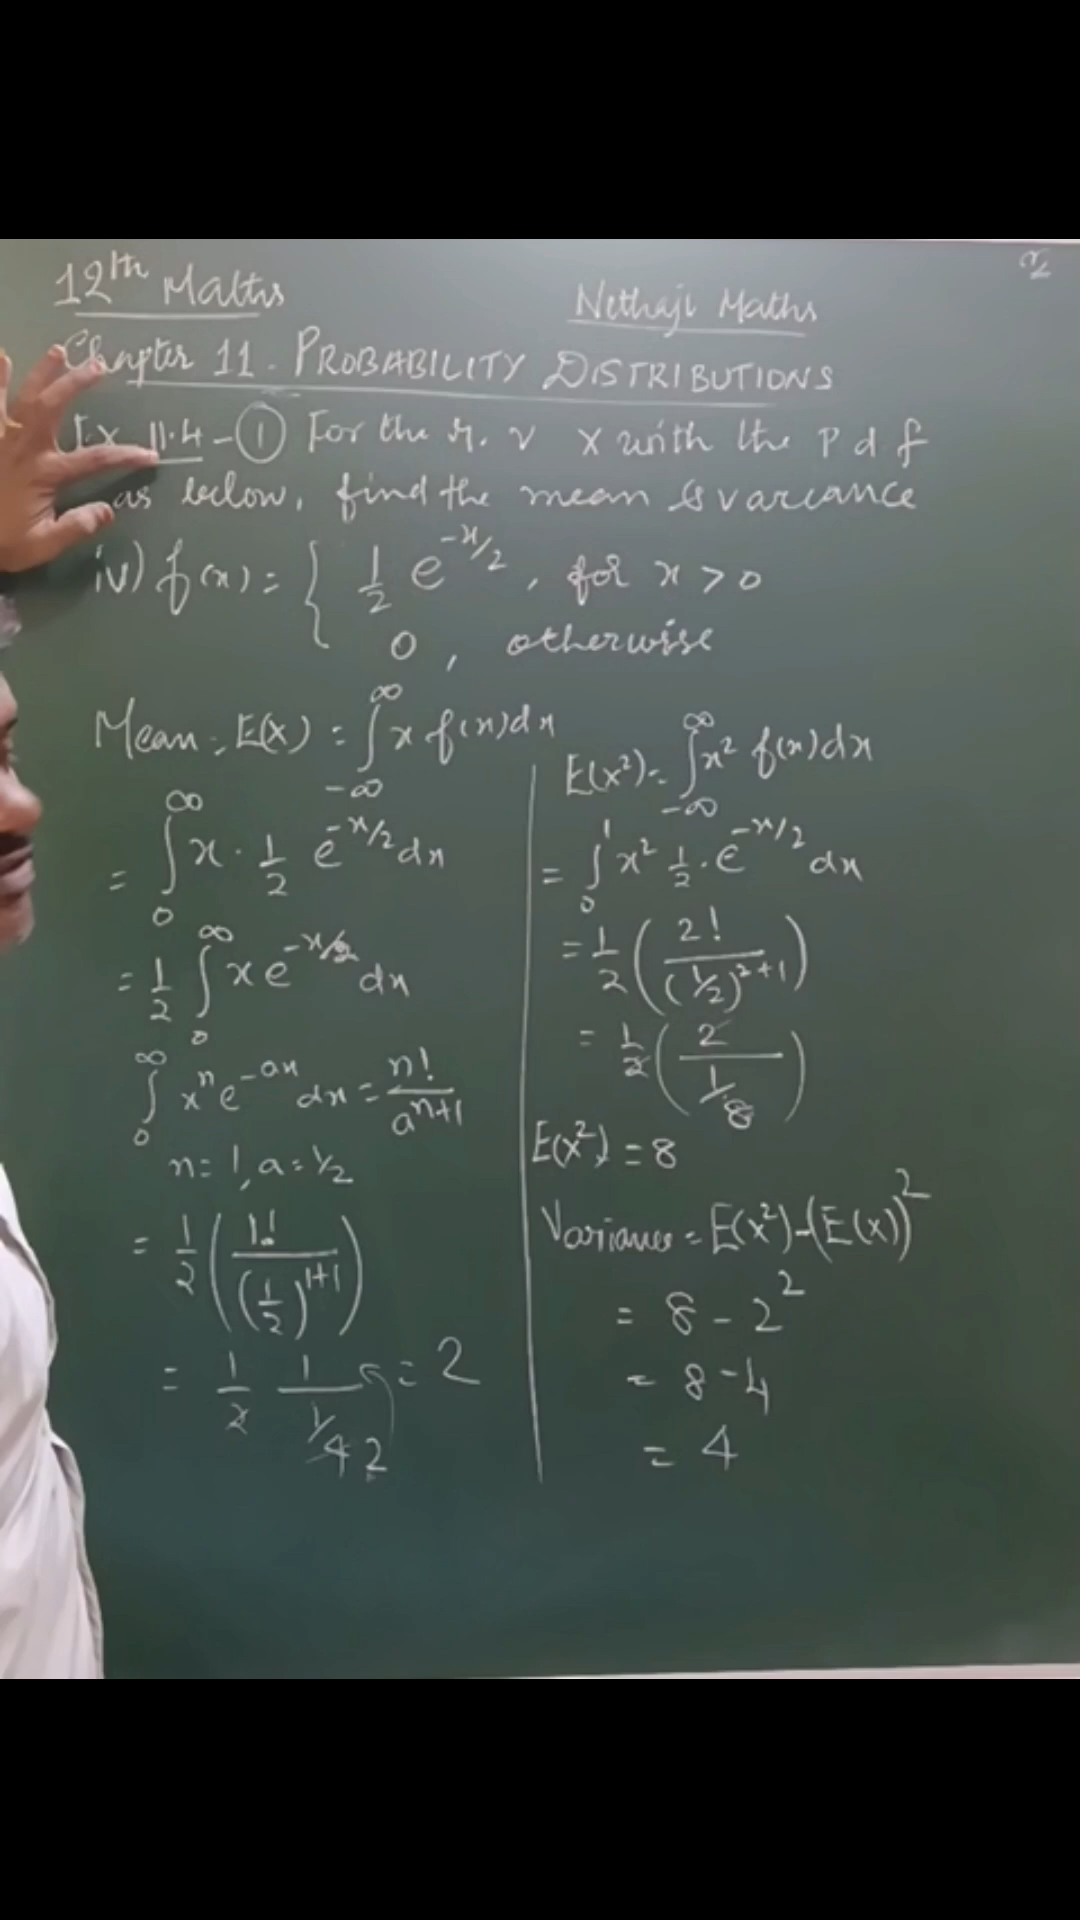 12th Maths
Nethaji Maths
Chapter 11. PROBABILITY DISTRIBUTIONS
Ex 11.4 - ① For the r. v X with the p d f
as below, find the mean & variance
iv) f(x) = { 1/2 e^{-x/2}, for x > 0
0, otherwise
Mean = E(X) = ∫_{-∞}^{∞} x f(x) dx
= ∫_0^∞ x · 1/2 e^{-x/2} dx
= 1/2 ∫_0^∞ x e^{-x/2} dx
∫_0^∞ x^n e^{-ax} dx = n!/a^{n+1}
n = 1, a = 1/2
= 1/2 (1!/(1/2)^{1+1})
= 1/2 1/(1/4) 2 = 2
E(X²) = ∫_{-∞}^{∞} x² f(x) dx
= ∫_0^1 x² 1/2 · e^{-x/2} dx
= 1/2 (2!/(1/2)^{2+1})
= 1/2 (2/(1/8))
E(X²) = 8
Variance = E(X²) - (E(X))²
= 8 - 2²
= 8 - 4
= 4